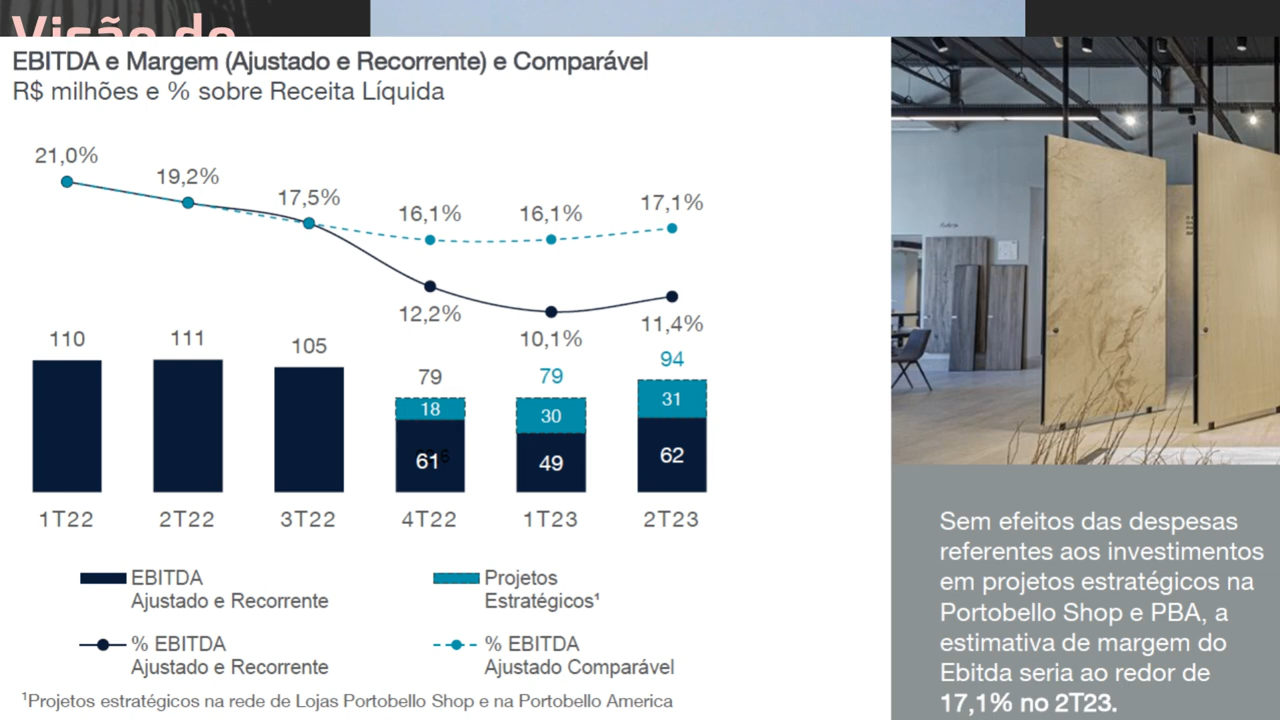 Visão do
EBITDA e Margem (Ajustado e Recorrente) e Comparável
R$ milhões e % sobre Receita Líquida
21,0%
19,2%
17,5%
16,1%
16,1%
17,1%
12,2%
10,1%
11,4%
110
111
105
79
79
94
18
30
31
61
49
62
1T22
2T22
3T22
4T22
1T23
2T23
EBITDA
Ajustado e Recorrente
Projetos
Estratégicos¹
% EBITDA
Ajustado e Recorrente
% EBITDA
Ajustado Comparável
¹Projetos estratégicos na rede de Lojas Portobello Shop e na Portobello America
Sem efeitos das despesas
referentes aos investimentos
em projetos estratégicos na
Portobello Shop e PBA, a
estimativa de margem do
Ebitda seria ao redor de
17,1% no 2T23.